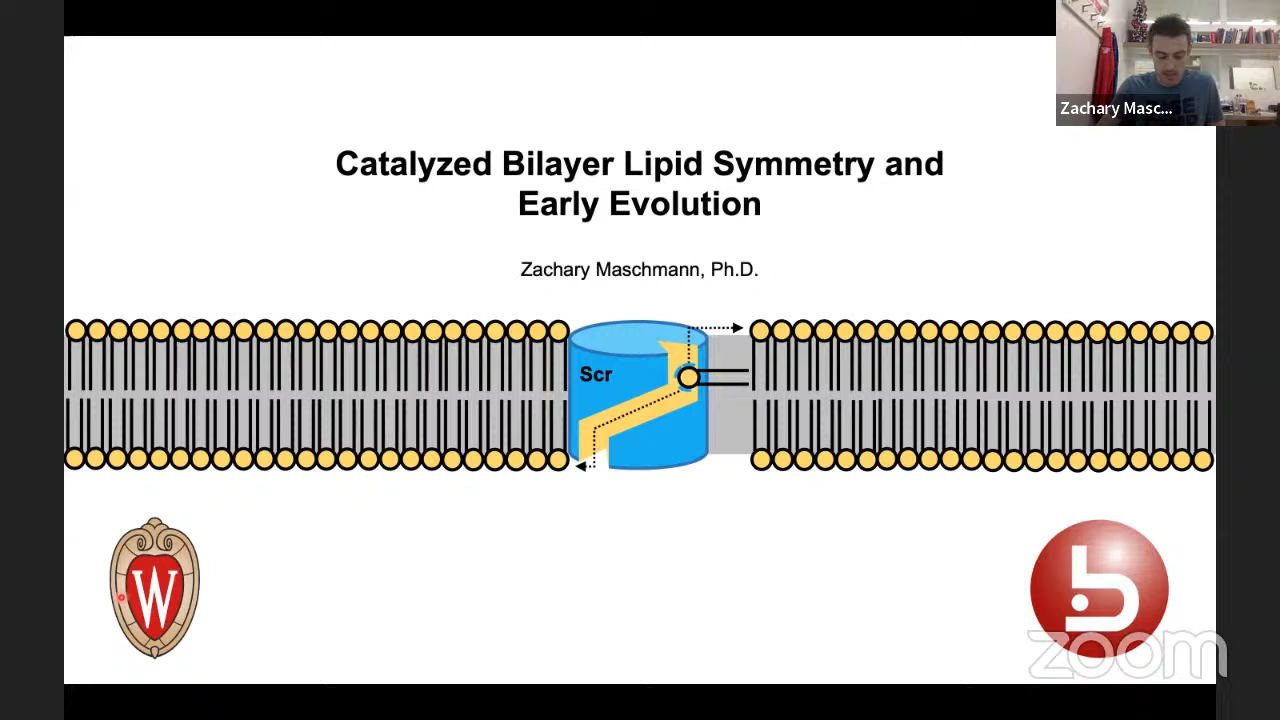 Zachary Masc...
Catalyzed Bilayer Lipid Symmetry and
Early Evolution
Zachary Maschmann, Ph.D.
Scr
W
b
zoom